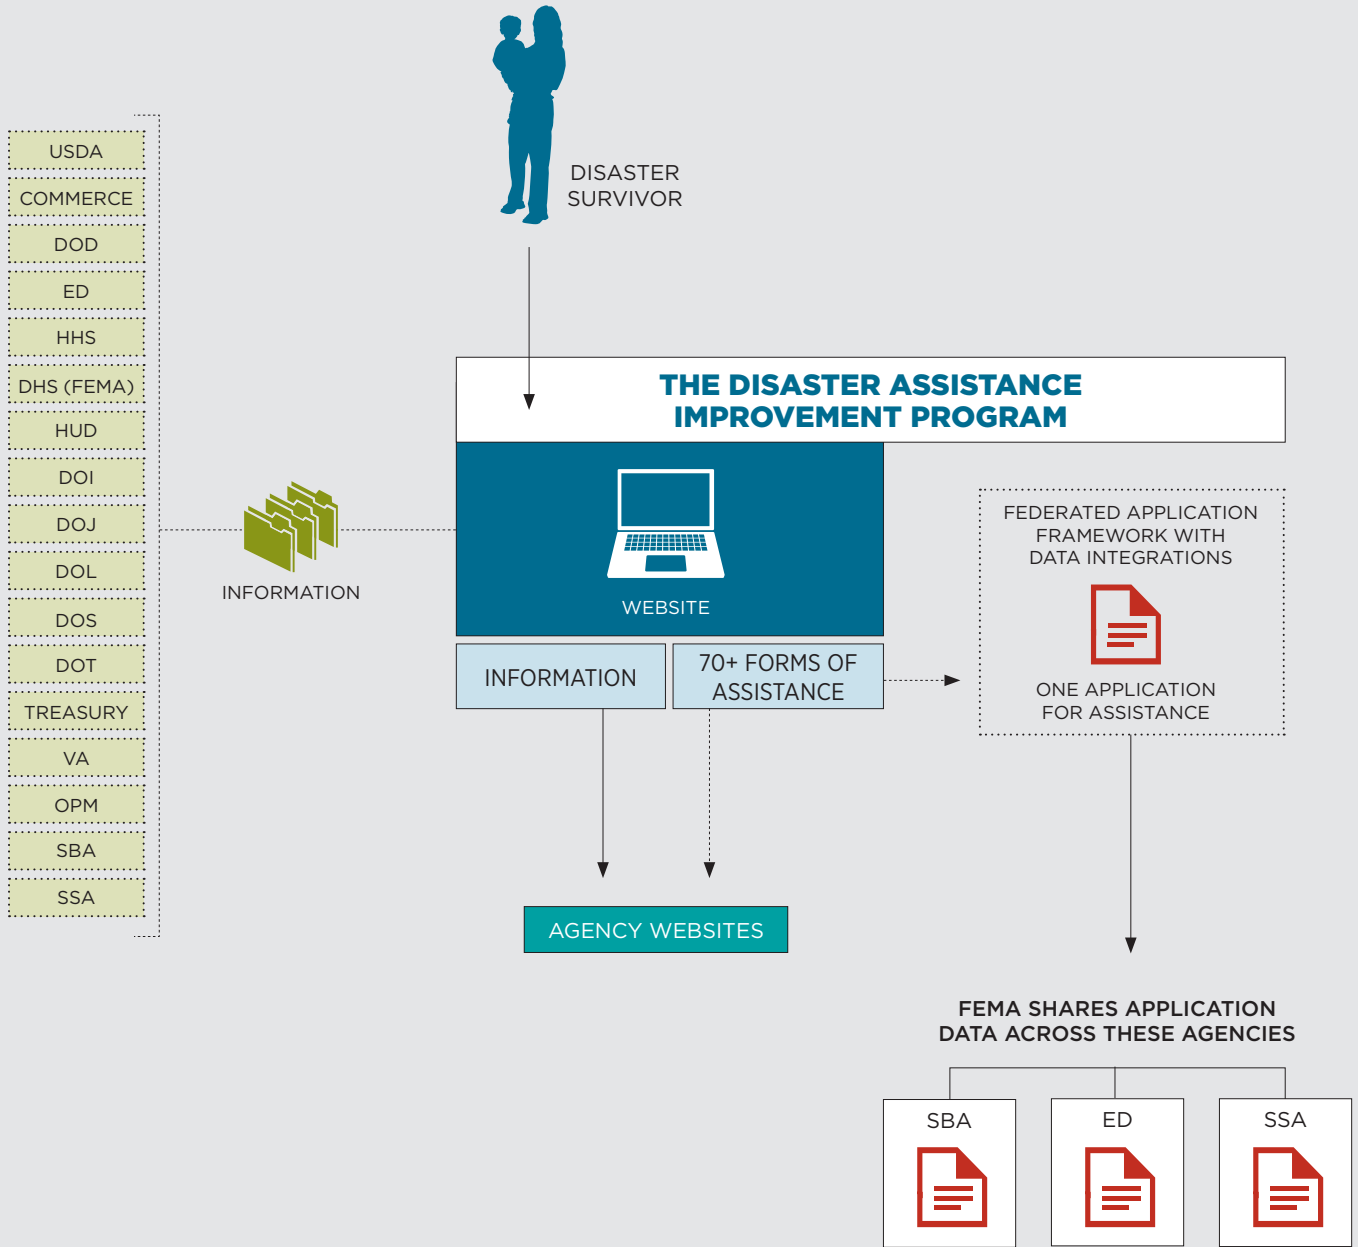 DISASTER
SURVIVOR
USDA
COMMERCE
DOD
ED
HHS
DHS (FEMA)
HUD
DOI
DOJ
DOL
DOS
DOT
TREASURY
VA
OPM
SBA
SSA
INFORMATION
THE DISASTER ASSISTANCE
IMPROVEMENT PROGRAM
WEBSITE
INFORMATION
70+ FORMS OF
ASSISTANCE
FEDERATED APPLICATION
FRAMEWORK WITH
DATA INTEGRATIONS
ONE APPLICATION
FOR ASSISTANCE
AGENCY WEBSITES
FEMA SHARES APPLICATION
DATA ACROSS THESE AGENCIES
SBA
ED
SSA